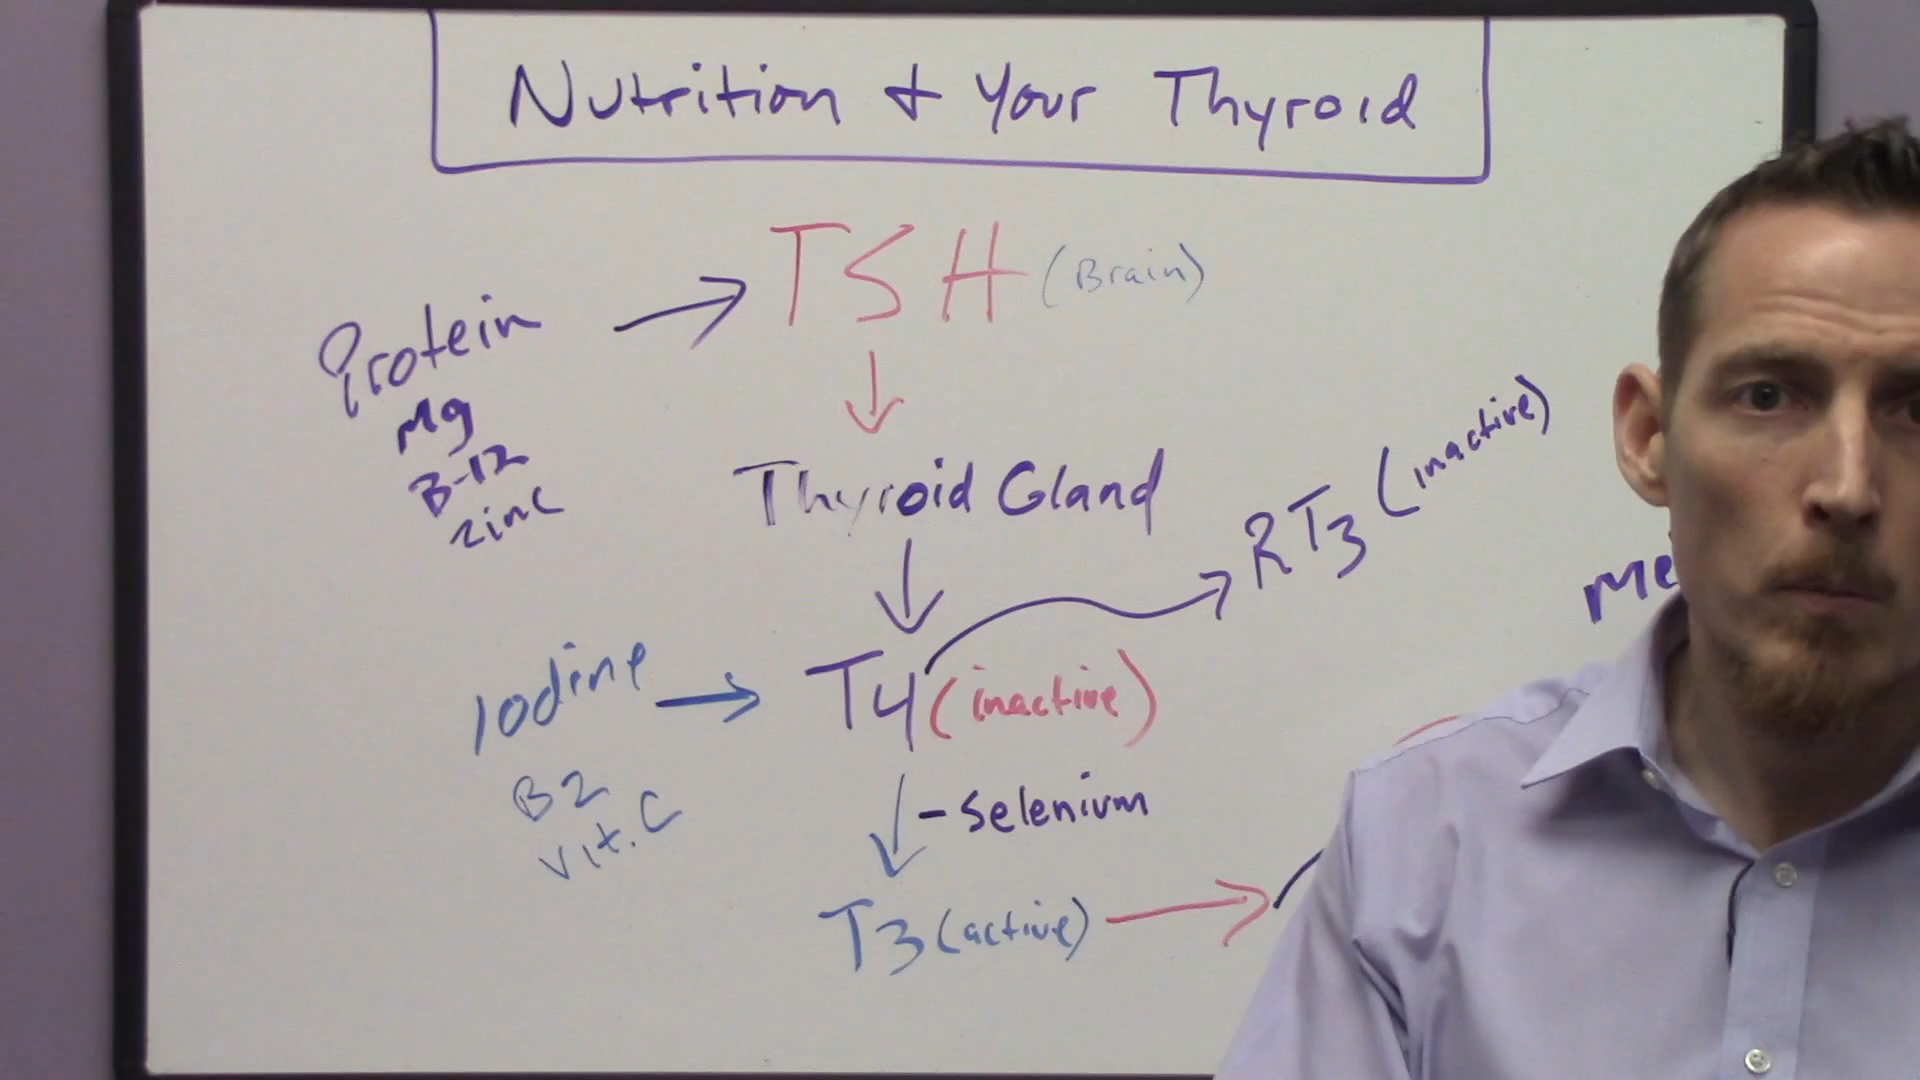 Nutrition + Your Thyroid
TSH (Brain)
Protein
Mg
B-12
Zinc
Thyroid Gland
RT3 (inactive)
Iodine
B2
Vit. C
T4 (inactive)
- Selenium
T3 (active)